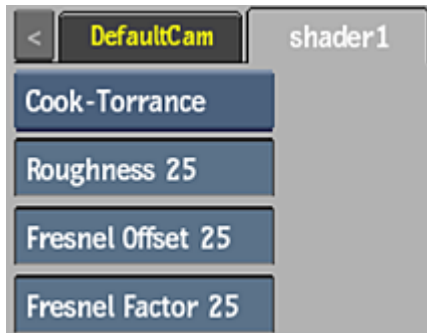 < DefaultCam shader1
Cook-Torrance
Roughness 25
Fresnel Offset 25
Fresnel Factor 25